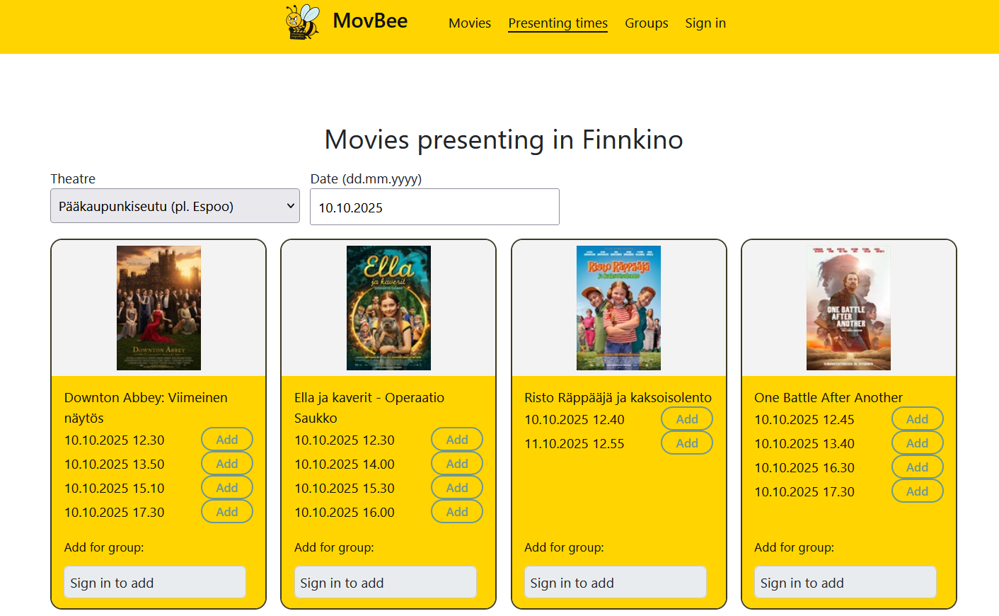 MovBee
Movies
Presenting times
Groups
Sign in
Movies presenting in Finnkino
Theatre
Date (dd.mm.yyyy)
Pääkaupunkiseutu (pl. Espoo)
10.10.2025
DOWNTON ABBEY
Downton Abbey: Viimeinen
näytös
10.10.2025 12.30 Add
10.10.2025 13.50 Add
10.10.2025 15.10 Add
10.10.2025 17.30 Add
Add for group:
Sign in to add
Ella
ja kaverit
Ella ja kaverit - Operaatio
Saukko
10.10.2025 12.30 Add
10.10.2025 14.00 Add
10.10.2025 15.30 Add
10.10.2025 16.00 Add
Add for group:
Sign in to add
Risto Räppääjä
ja kaksoisolento
Risto Räppääjä ja kaksoisolento
10.10.2025 12.40 Add
11.10.2025 12.55 Add
Add for group:
Sign in to add
ONE BATTLE
AFTER
ANOTHER
One Battle After Another
10.10.2025 12.45 Add
10.10.2025 13.40 Add
10.10.2025 16.30 Add
10.10.2025 17.30 Add
Add for group:
Sign in to add